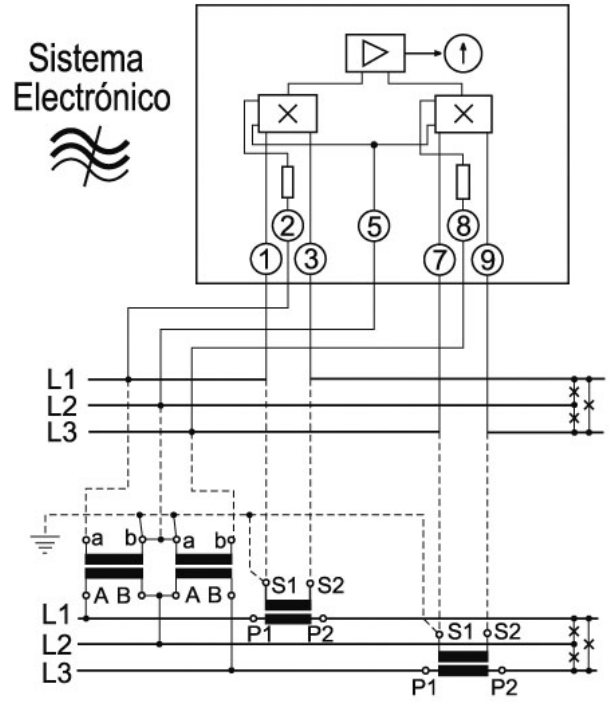 Sistema
Electrónico
2 5 8
1 3 7 9
L1
L2
L3
a b a b
A B A B S1 S2
L1
P1 P2 S1 S2
L2
L3
P1 P2